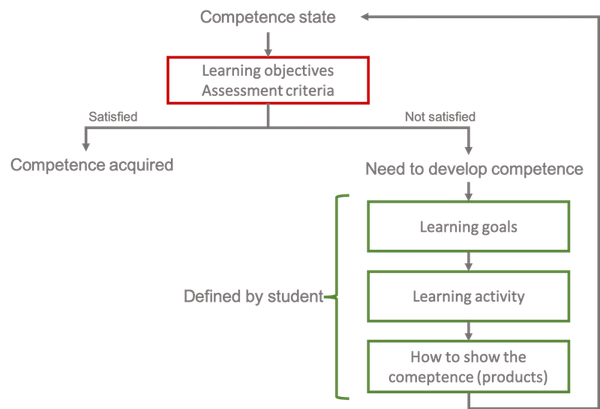 Competence state
Learning objectives
Assessment criteria
Satisfied
Not satisfied
Competence acquired
Need to develop competence
Learning goals
Defined by student
Learning activity
How to show the
comeptence (products)